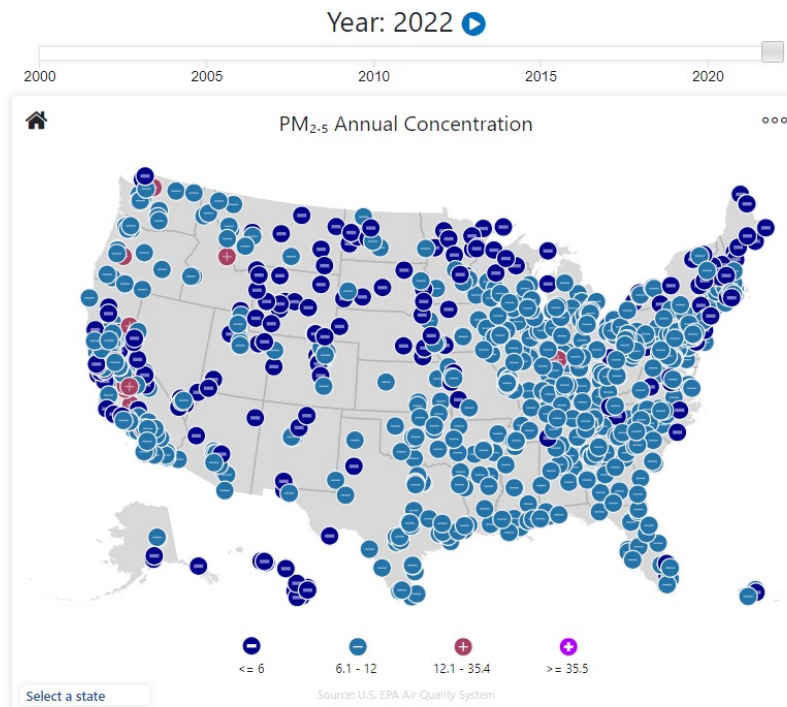 Year: 2022
2000 2005 2010 2015 2020
PM₂.₅ Annual Concentration
<= 6 6.1 - 12 12.1 - 35.4 >= 35.5
Select a state
Source: U.S. EPA Air Quality System